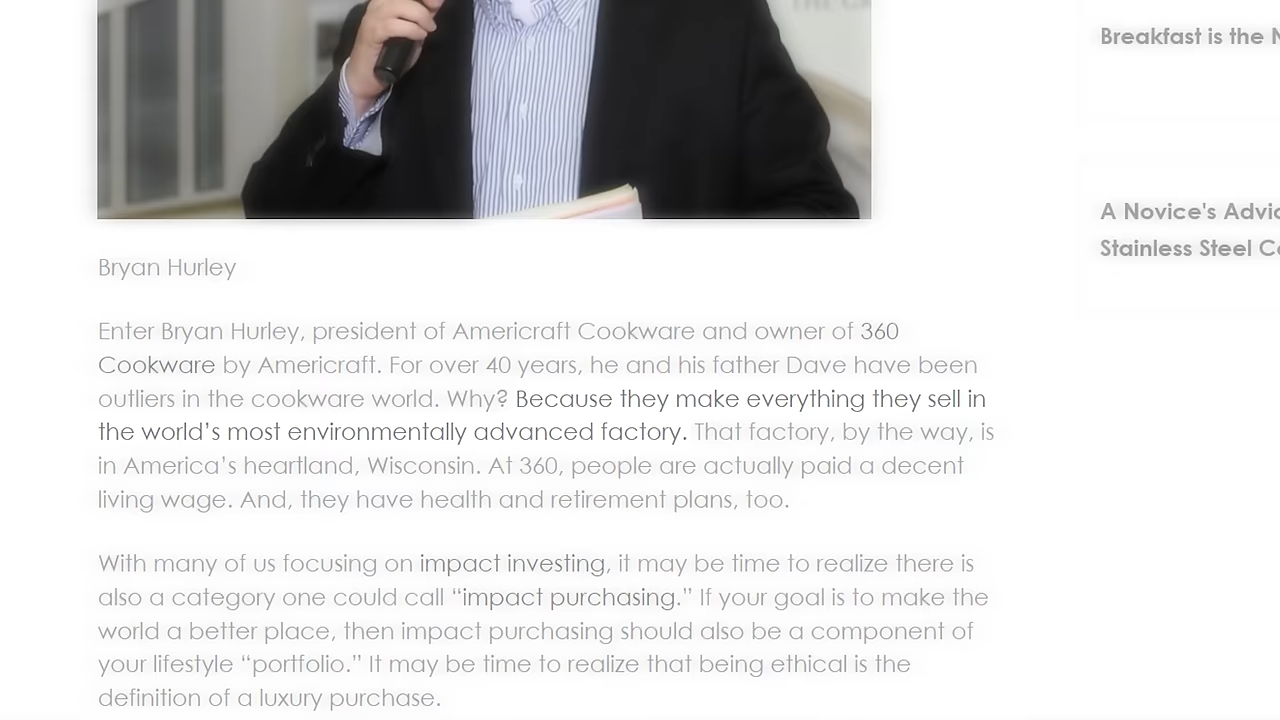 Breakfast is the
A Novice's
Stainless Steel
Bryan Hurley
Enter Bryan Hurley, president of Americraft Cookware and owner of 360
Cookware by Americraft. For over 40 years, he and his father Dave have been
outliers in the cookware world. Why? Because they make everything they sell in
the world’s most environmentally advanced factory. That factory, by the way, is
in America’s heartland, Wisconsin. At 360, people are actually paid a decent
living wage. And, they have health and retirement plans, too.
With many of us focusing on impact investing, it may be time to realize there is
also a category one could call “impact purchasing.” If your goal is to make the
world a better place, then impact purchasing should also be a component of
your lifestyle “portfolio.” It may be time to realize that being ethical is the
definition of a luxury purchase.